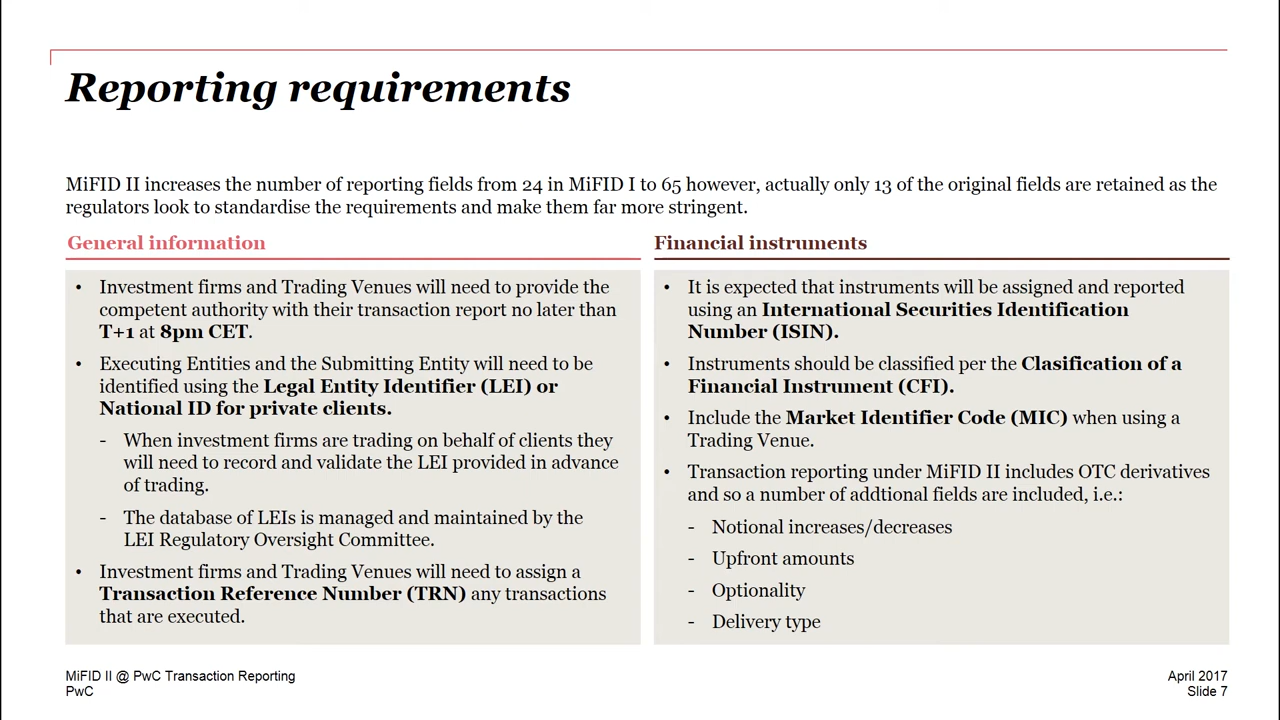 Reporting requirements
MiFID II increases the number of reporting fields from 24 in MiFID I to 65 however, actually only 13 of the original fields are retained as the
regulators look to standardise the requirements and make them far more stringent.
General information
• Investment firms and Trading Venues will need to provide the
competent authority with their transaction report no later than
T+1 at 8pm CET.
• Executing Entities and the Submitting Entity will need to be
identified using the Legal Entity Identifier (LEI) or
National ID for private clients.
- When investment firms are trading on behalf of clients they
will need to record and validate the LEI provided in advance
of trading.
- The database of LEIs is managed and maintained by the
LEI Regulatory Oversight Committee.
• Investment firms and Trading Venues will need to assign a
Transaction Reference Number (TRN) any transactions
that are executed.
Financial instruments
• It is expected that instruments will be assigned and reported
using an International Securities Identification
Number (ISIN).
• Instruments should be classified per the Clasification of a
Financial Instrument (CFI).
• Include the Market Identifier Code (MIC) when using a
Trading Venue.
• Transaction reporting under MiFID II includes OTC derivatives
and so a number of addtional fields are included, i.e.:
- Notional increases/decreases
- Upfront amounts
- Optionality
- Delivery type
MiFID II @ PwC Transaction Reporting
PwC
April 2017
Slide 7